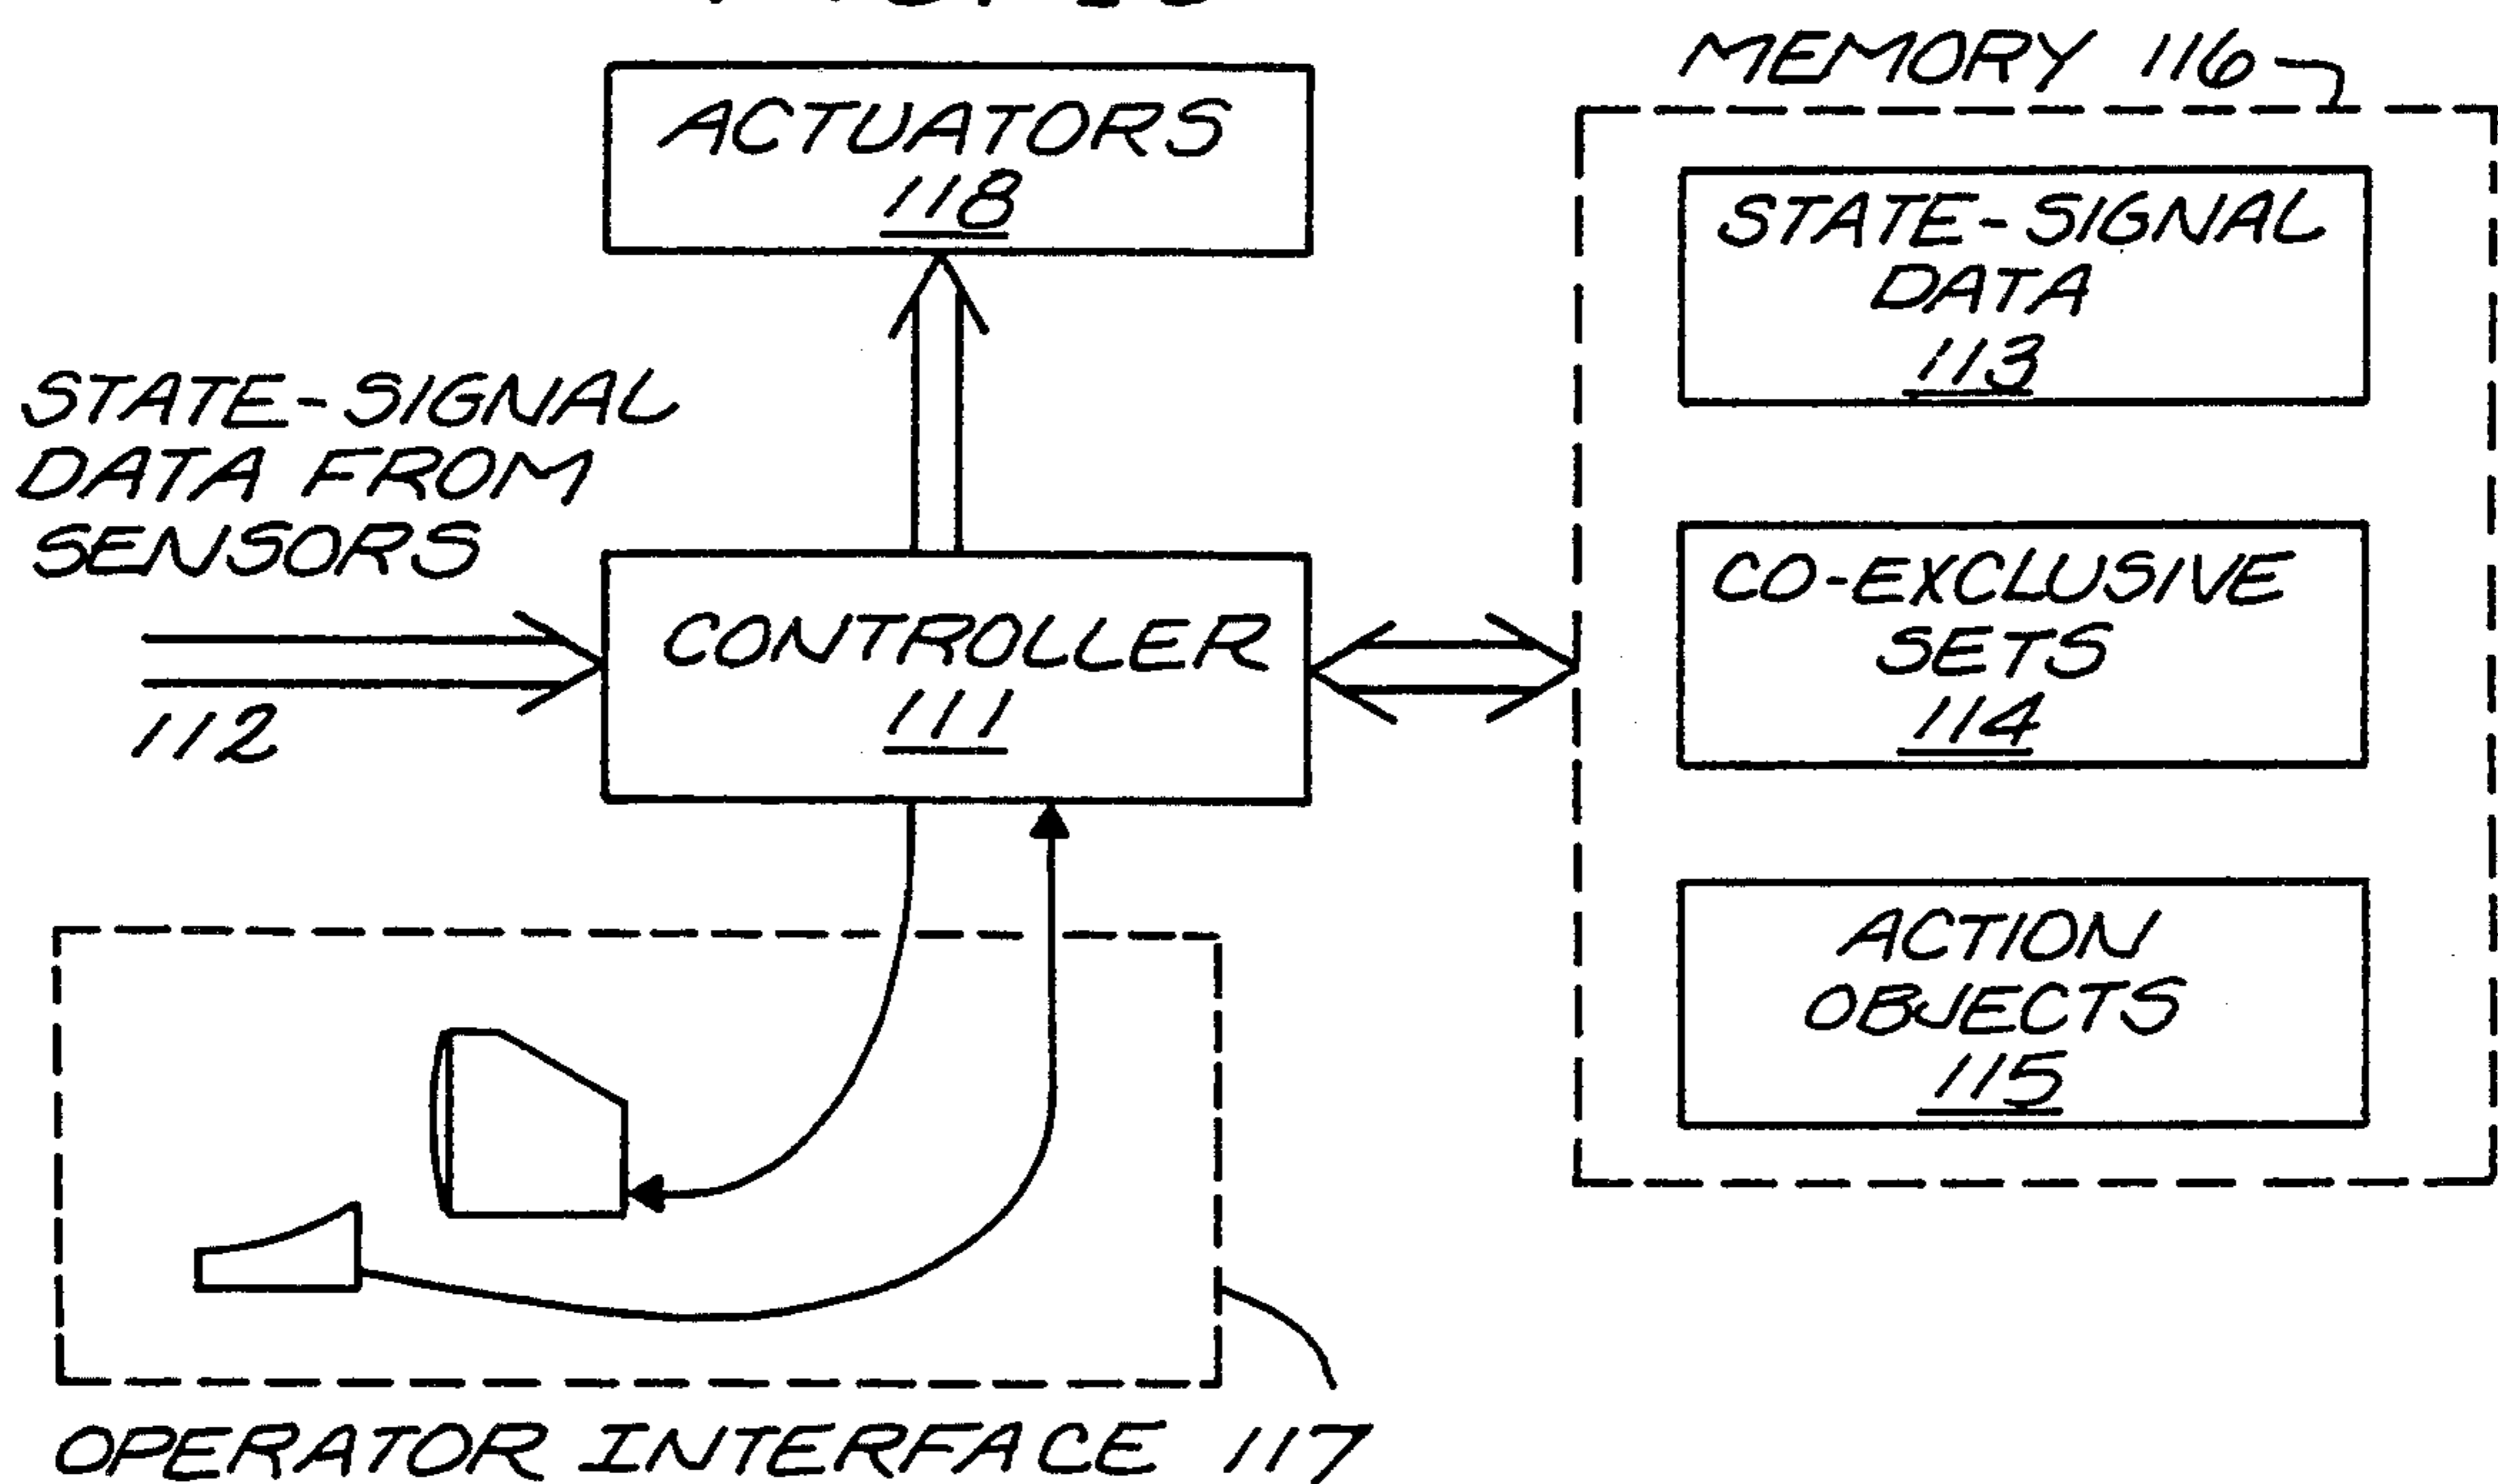 ACTUATORS
118
MEMORY 116
STATE-SIGNAL
DATA
113
STATE-SIGNAL
DATA FROM
SENSORS
112
CONTROLLER
111
CO-EXCLUSIVE
SETS
114
ACTION
OBJECTS
115
OPERATOR INTERFACE 117